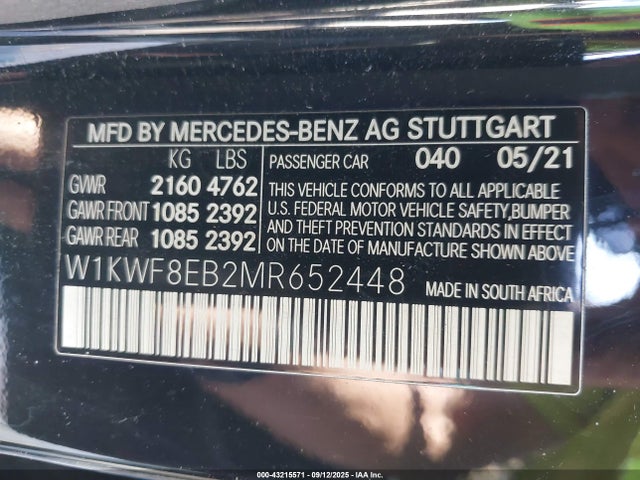 MFD BY MERCEDES-BENZ AG STUTTGART
KG LBS
GVWR 2160 4762
GAWR FRONT 1085 2392
GAWR REAR 1085 2392
PASSENGER CAR 040 05/21
THIS VEHICLE CONFORMS TO ALL APPLICABLE
U.S. FEDERAL MOTOR VEHICLE SAFETY,BUMPER
AND THEFT PREVENTION STANDARDS IN EFFECT
ON THE DATE OF MANUFACTURE SHOWN ABOVE.
W1KWF8EB2MR652448
MADE IN SOUTH AFRICA
000-43215571 - 09/12/2025 - IAAI.COM